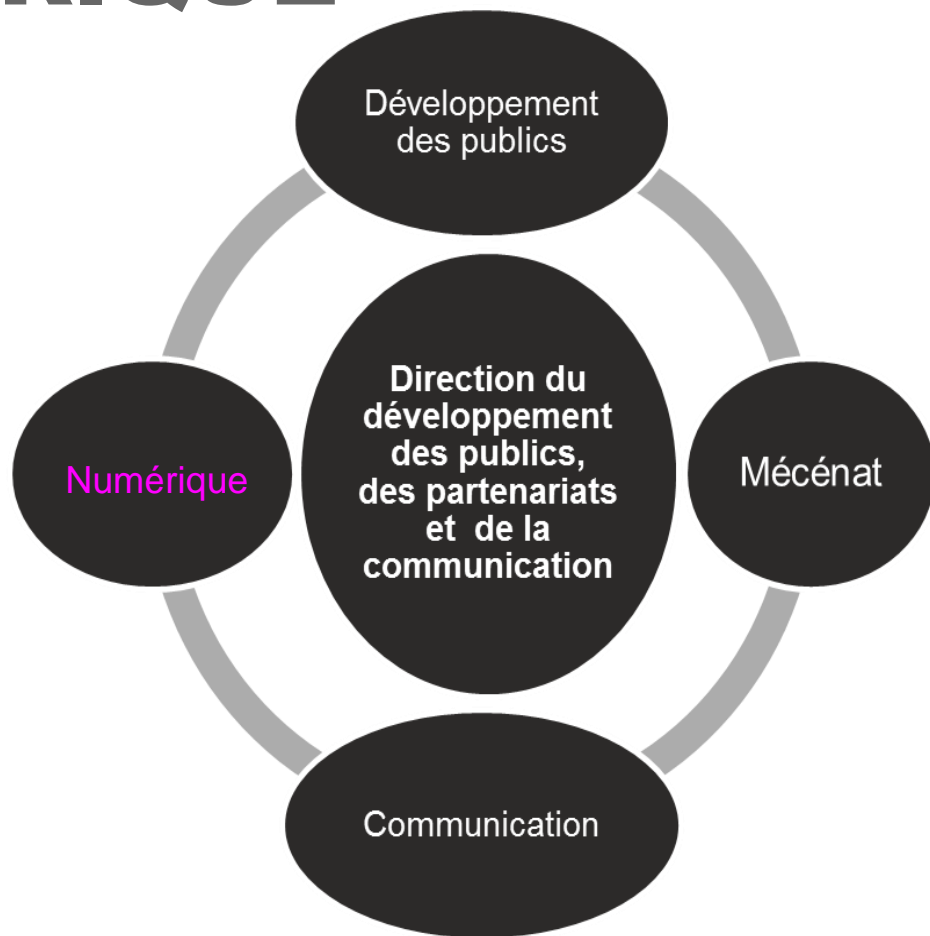 Développement
des publics
Direction du
développement
des publics,
des partenariats
et de la
communication
Numérique
Mécénat
Communication